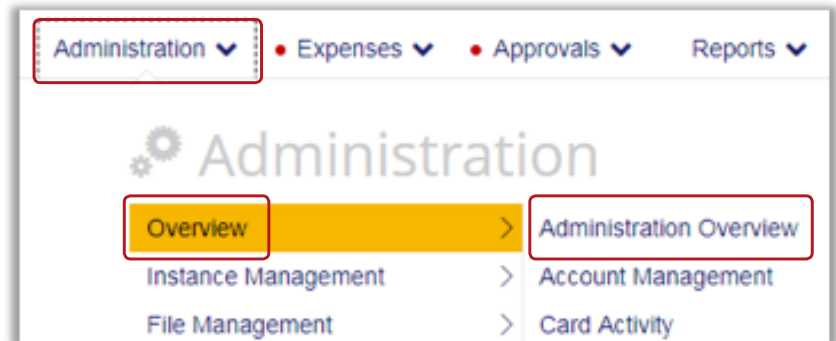 Administration Expenses Approvals Reports
Administration
Overview Administration Overview
Instance Management Account Management
File Management Card Activity